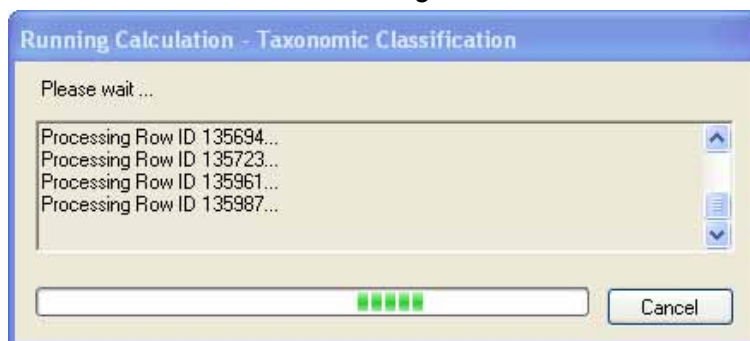 Running Calculation - Taxonomic Classification
Please wait ...
Processing Row ID 135694...
Processing Row ID 135723...
Processing Row ID 135961...
Processing Row ID 135987...
Cancel